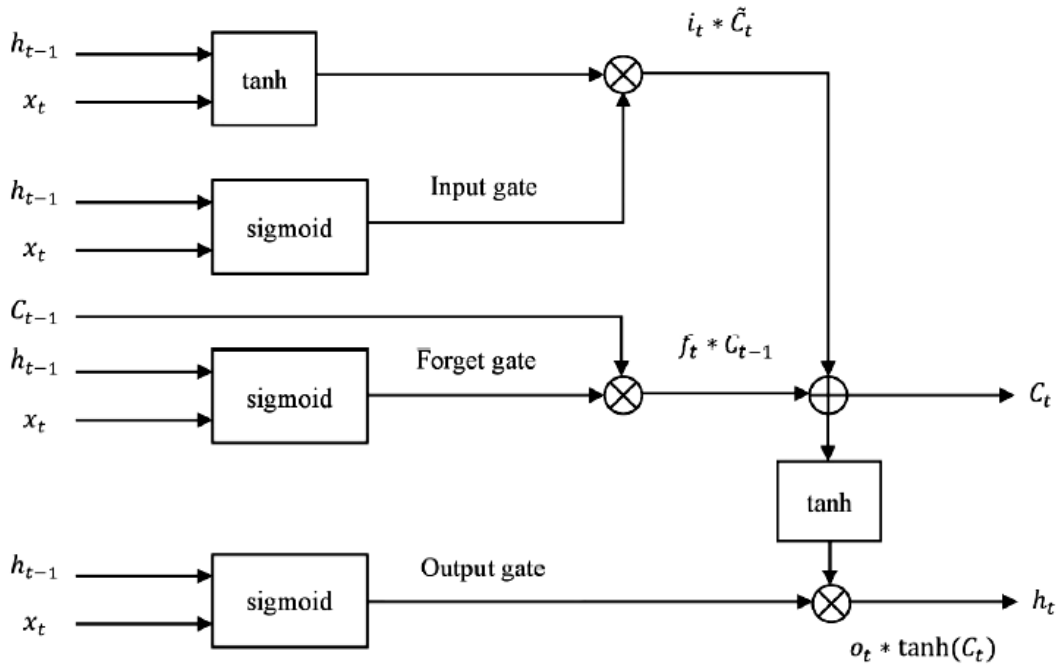 i_t * C̃_t
h_{t−1}
tanh
x_t
h_{t−1}
Input gate
sigmoid
x_t
C_{t−1}
h_{t−1}
Forget gate
f_t * C_{t−1}
sigmoid
x_t
C_t
tanh
h_{t−1}
Output gate
sigmoid
x_t
h_t
o_t * tanh(C_t)